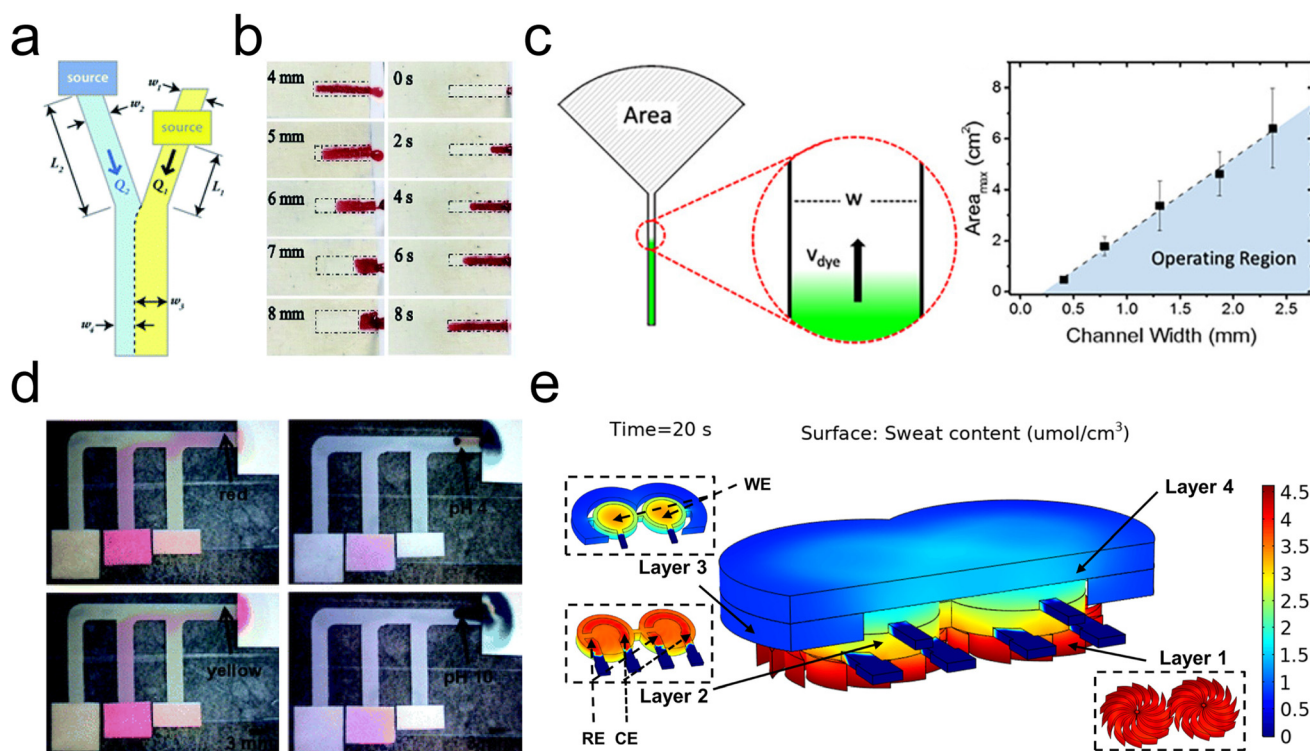 a
source
w1
w2
source
L2
L1
Q2
Q1
w3
w4
b
4 mm
0 s
5 mm
2 s
6 mm
4 s
7 mm
6 s
8 mm
8 s
c
Area
W
Vdye
Areamax (cm2)
8
6
4
2
0
Operating Region
0.0 0.5 1.0 1.5 2.0 2.5
Channel Width (mm)
d
red
pH 4
yellow
pH 10
3 mm
e
Time=20 s
Surface: Sweat content (umol/cm3)
WE
Layer 4
Layer 3
Layer 2
Layer 1
RE CE
4.5
4
3.5
3
2.5
2
1.5
1
0.5
0